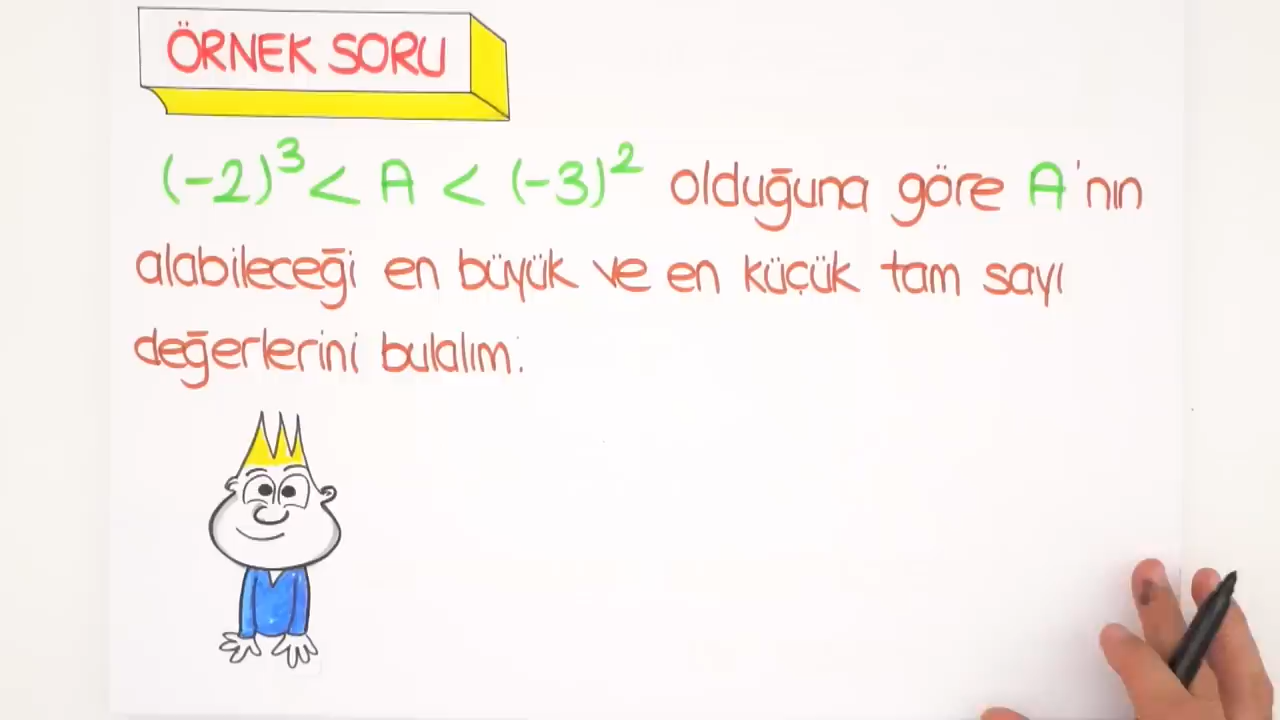 ÖRNEK SORU
(-2)³ < A < (-3)² olduğuna göre A'nın
alabileceği en büyük ve en küçük tam sayı
değerlerini bulalım.